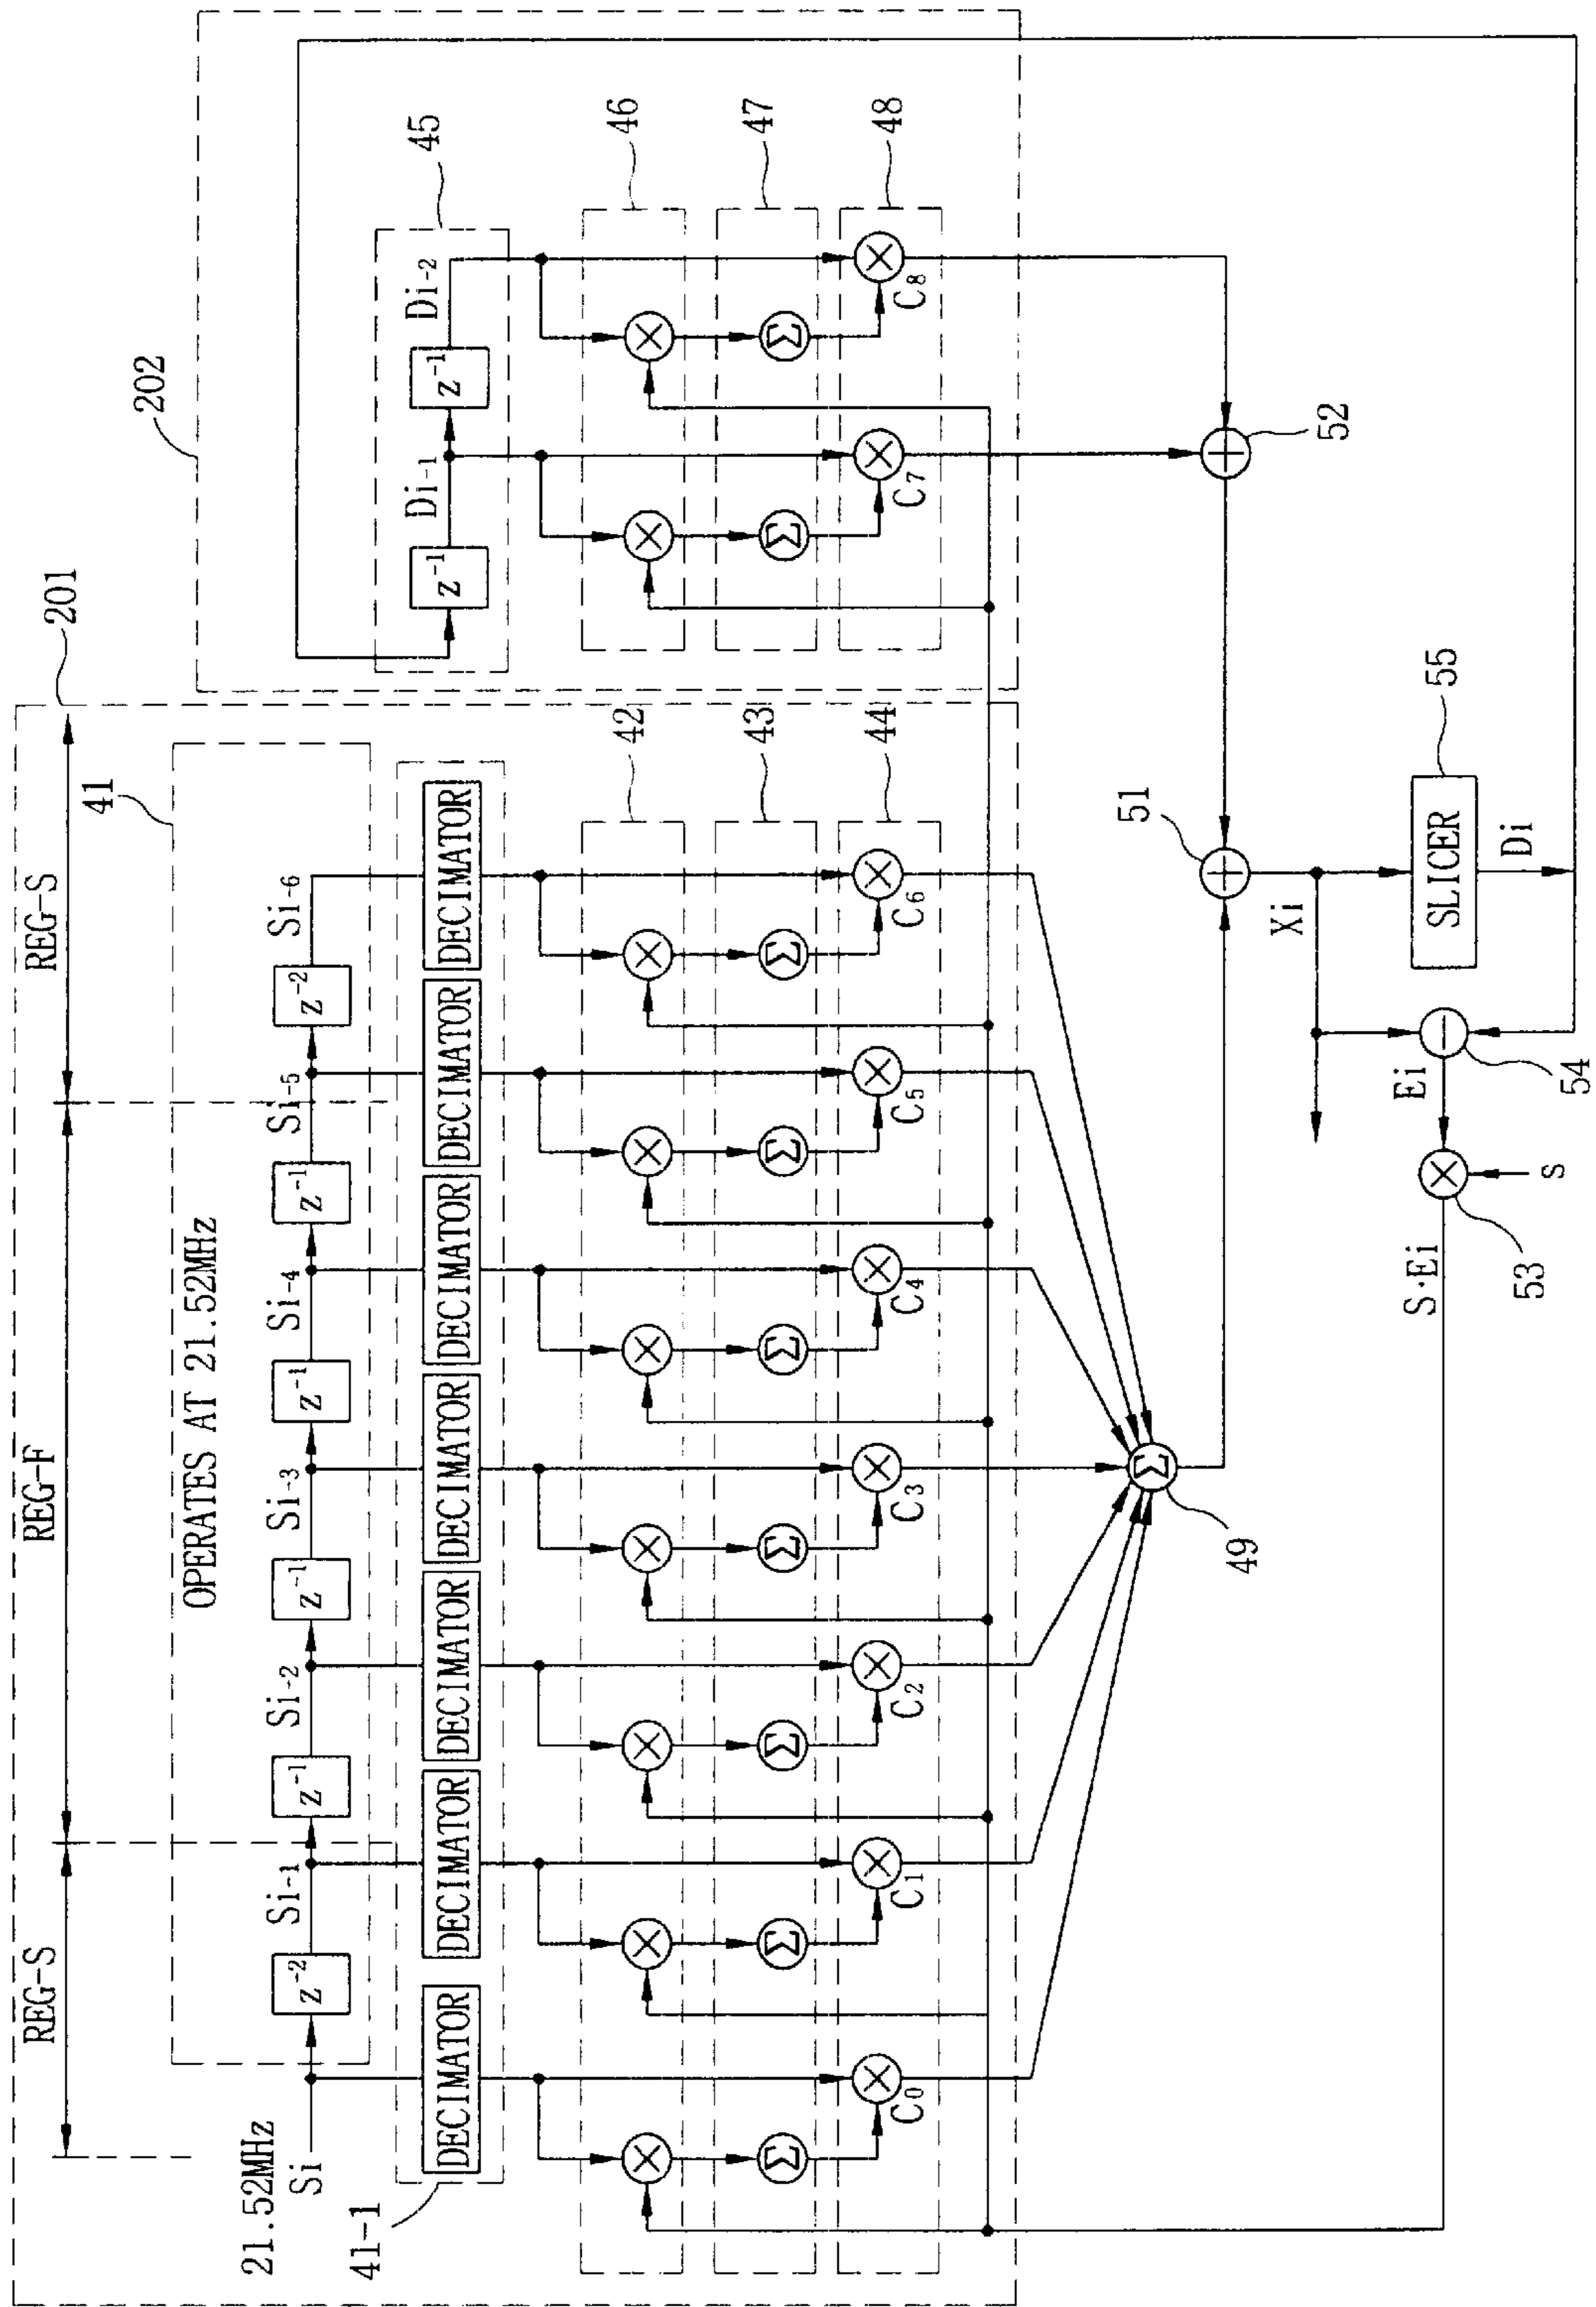 REG-S
REG-F
REG-S
201
202
41
OPERATES AT 21.52MHz
21.52MHz
Si
z⁻²
Si-1
z⁻¹
Si-2
z⁻¹
Si-3
z⁻¹
Si-4
z⁻¹
Si-5
z⁻²
Si-6
z⁻¹
Di-1
z⁻¹
Di-2
45
41-1
DECIMATOR
DECIMATOR
DECIMATOR
DECIMATOR
DECIMATOR
DECIMATOR
DECIMATOR
42
46
Σ
Σ
Σ
Σ
Σ
Σ
Σ
43
Σ
Σ
47
C0
C1
C2
C3
C4
C5
C6
44
C7
C8
48
Σ
49
51
52
Xi
SLICER
55
Di
Ei
54
S·Ei
53
s